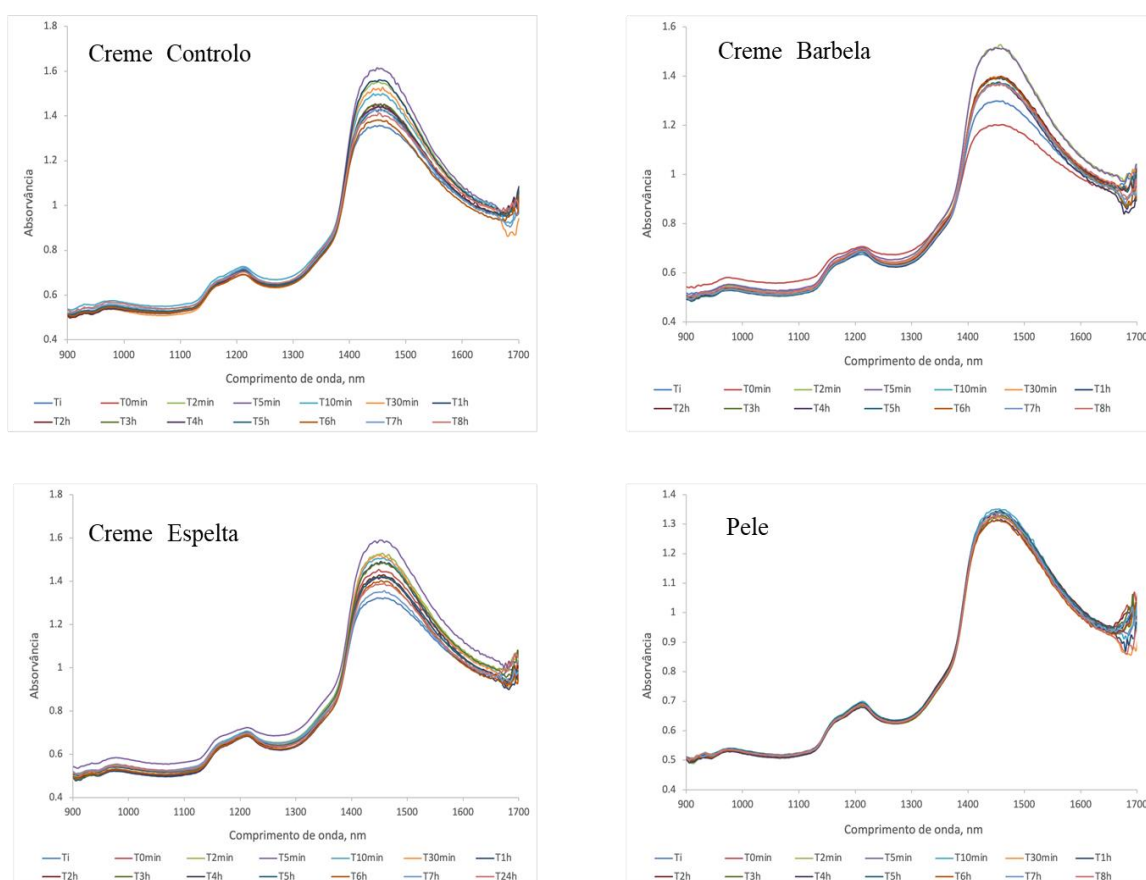 Creme Controlo
1.8
1.6
1.4
1.2
1
0.8
0.6
0.4
Absorvância
900 1000 1100 1200 1300 1400 1500 1600 1700
Comprimento de onda, nm
Ti T0min T2min T5min T10min T30min T1h
T2h T3h T4h T5h T6h T7h T8h
Creme Barbela
1.6
1.4
1.2
1
0.8
0.6
0.4
Absorvância
900 1000 1100 1200 1300 1400 1500 1600 1700
Comprimento de onda, nm
Ti T0min T2min T5min T10min T30min T1h
T2h T3h T4h T5h T6h T7h T8h
Creme Espelta
1.8
1.6
1.4
1.2
1
0.8
0.6
0.4
Absorvância
900 1000 1100 1200 1300 1400 1500 1600 1700
Comprimento de onda, nm
Ti T0min T2min T5min T10min T30min T1h
T2h T3h T4h T5h T6h T7h T24h
Pele
1.4
1.3
1.2
1.1
1
0.9
0.8
0.7
0.6
0.5
0.4
Absorvância
900 1000 1100 1200 1300 1400 1500 1600 1700
Comprimento de onda, nm
Ti T0min T2min T5min T10min T30min T1h
T2h T3h T4h T5h T6h T7h T8h